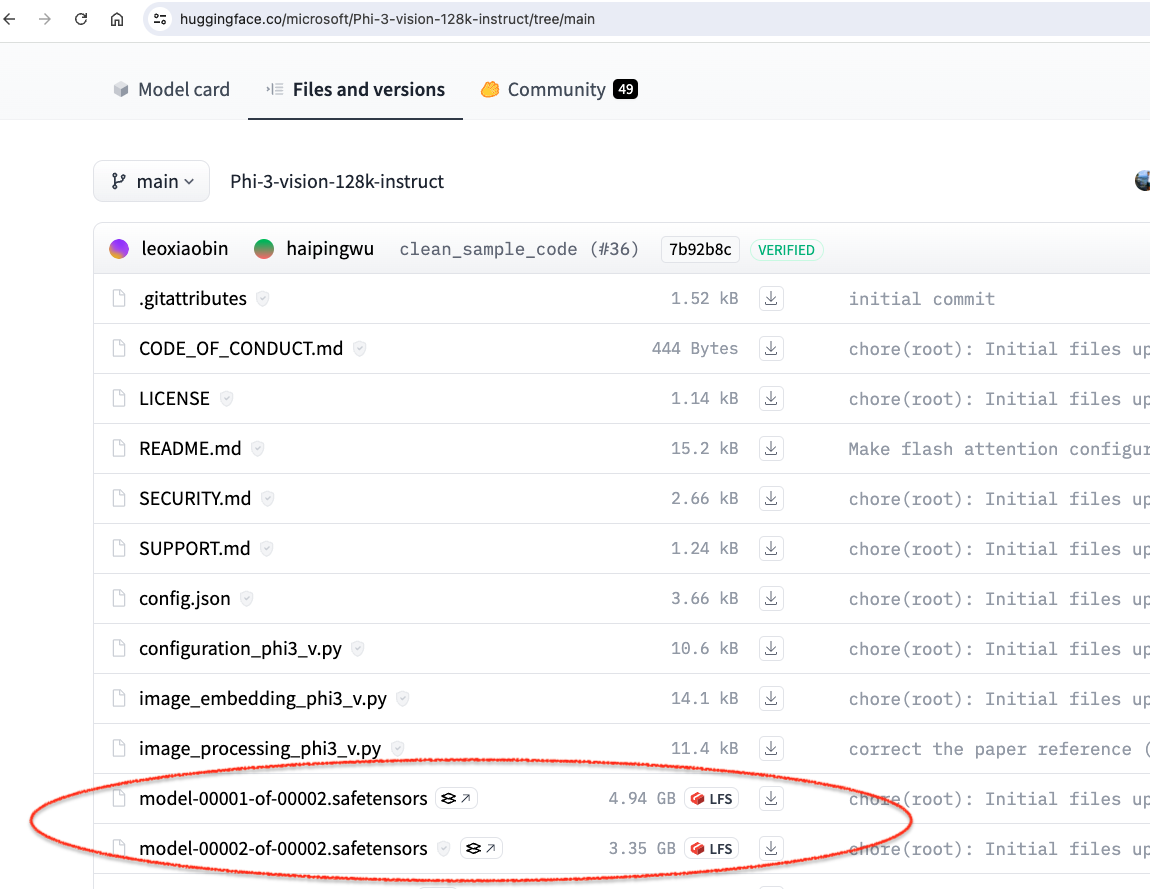 huggingface.co/microsoft/Phi-3-vision-128k-instruct/tree/main
Model card Files and versions Community 49
main Phi-3-vision-128k-instruct
leoxiaobin haipingwu clean_sample_code (#36) 7b92b8c VERIFIED
.gitattributes 1.52 kB initial commit
CODE_OF_CONDUCT.md 444 Bytes chore(root): Initial files up
LICENSE 1.14 kB chore(root): Initial files up
README.md 15.2 kB Make flash attention configur
SECURITY.md 2.66 kB chore(root): Initial files up
SUPPORT.md 1.24 kB chore(root): Initial files up
config.json 3.66 kB chore(root): Initial files up
configuration_phi3_v.py 10.6 kB chore(root): Initial files up
image_embedding_phi3_v.py 14.1 kB chore(root): Initial files up
image_processing_phi3_v.py 11.4 kB correct the paper reference (
model-00001-of-00002.safetensors 4.94 GB LFS chore(root): Initial files up
model-00002-of-00002.safetensors 3.35 GB LFS chore(root): Initial files up